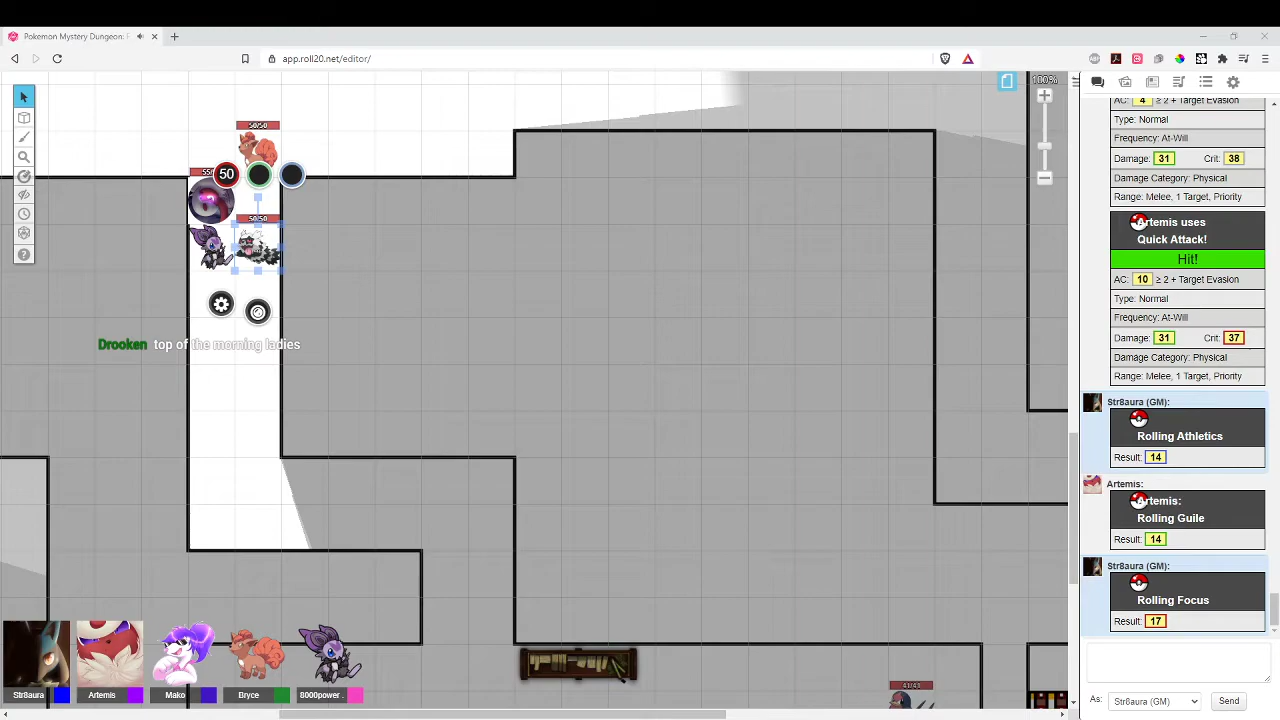 Pokemon Mystery Dungeon: F
app.roll20.net/editor/
100%
50/50
50
50/50
Drooken top of the morning ladies
AC: 4 ≥ 2 + Target Evasion
Type: Normal
Frequency: At-Will
Damage: 31 Crit: 38
Damage Category: Physical
Range: Melee, 1 Target, Priority
Artemis uses
Quick Attack!
Hit!
AC: 10 ≥ 2 + Target Evasion
Type: Normal
Frequency: At-Will
Damage: 31 Crit: 37
Damage Category: Physical
Range: Melee, 1 Target, Priority
Str8aura (GM):
Rolling Athletics
Result: 14
Artemis:
Artemis:
Rolling Guile
Result: 14
Str8aura (GM):
Rolling Focus
Result: 17
41/41
Str8aura
Artemis
Mako
Bryce
8000power .
As: Str8aura (GM)
Send